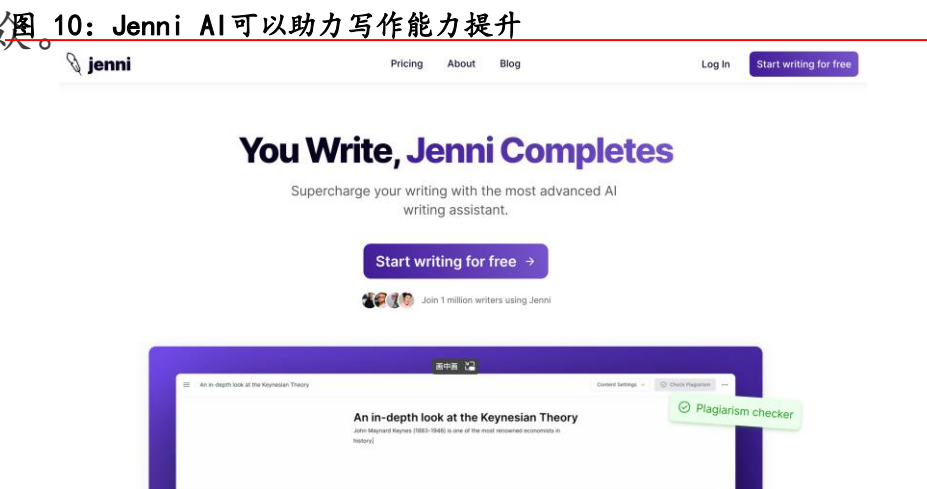 图 10: Jenni AI可以助力写作能力提升
jenni
Pricing About Blog
Log In
Start writing for free
You Write, Jenni Completes
Supercharge your writing with the most advanced AI
writing assistant.
Start writing for free →
Join 1 million writers using Jenni
画中画
An in-depth look at the Keynesian Theory
Content Settings
Check Plagiarism
Plagiarism checker
An in-depth look at the Keynesian Theory
John Maynard Keynes (1883-1946) is one of the most renowned economists in
history|